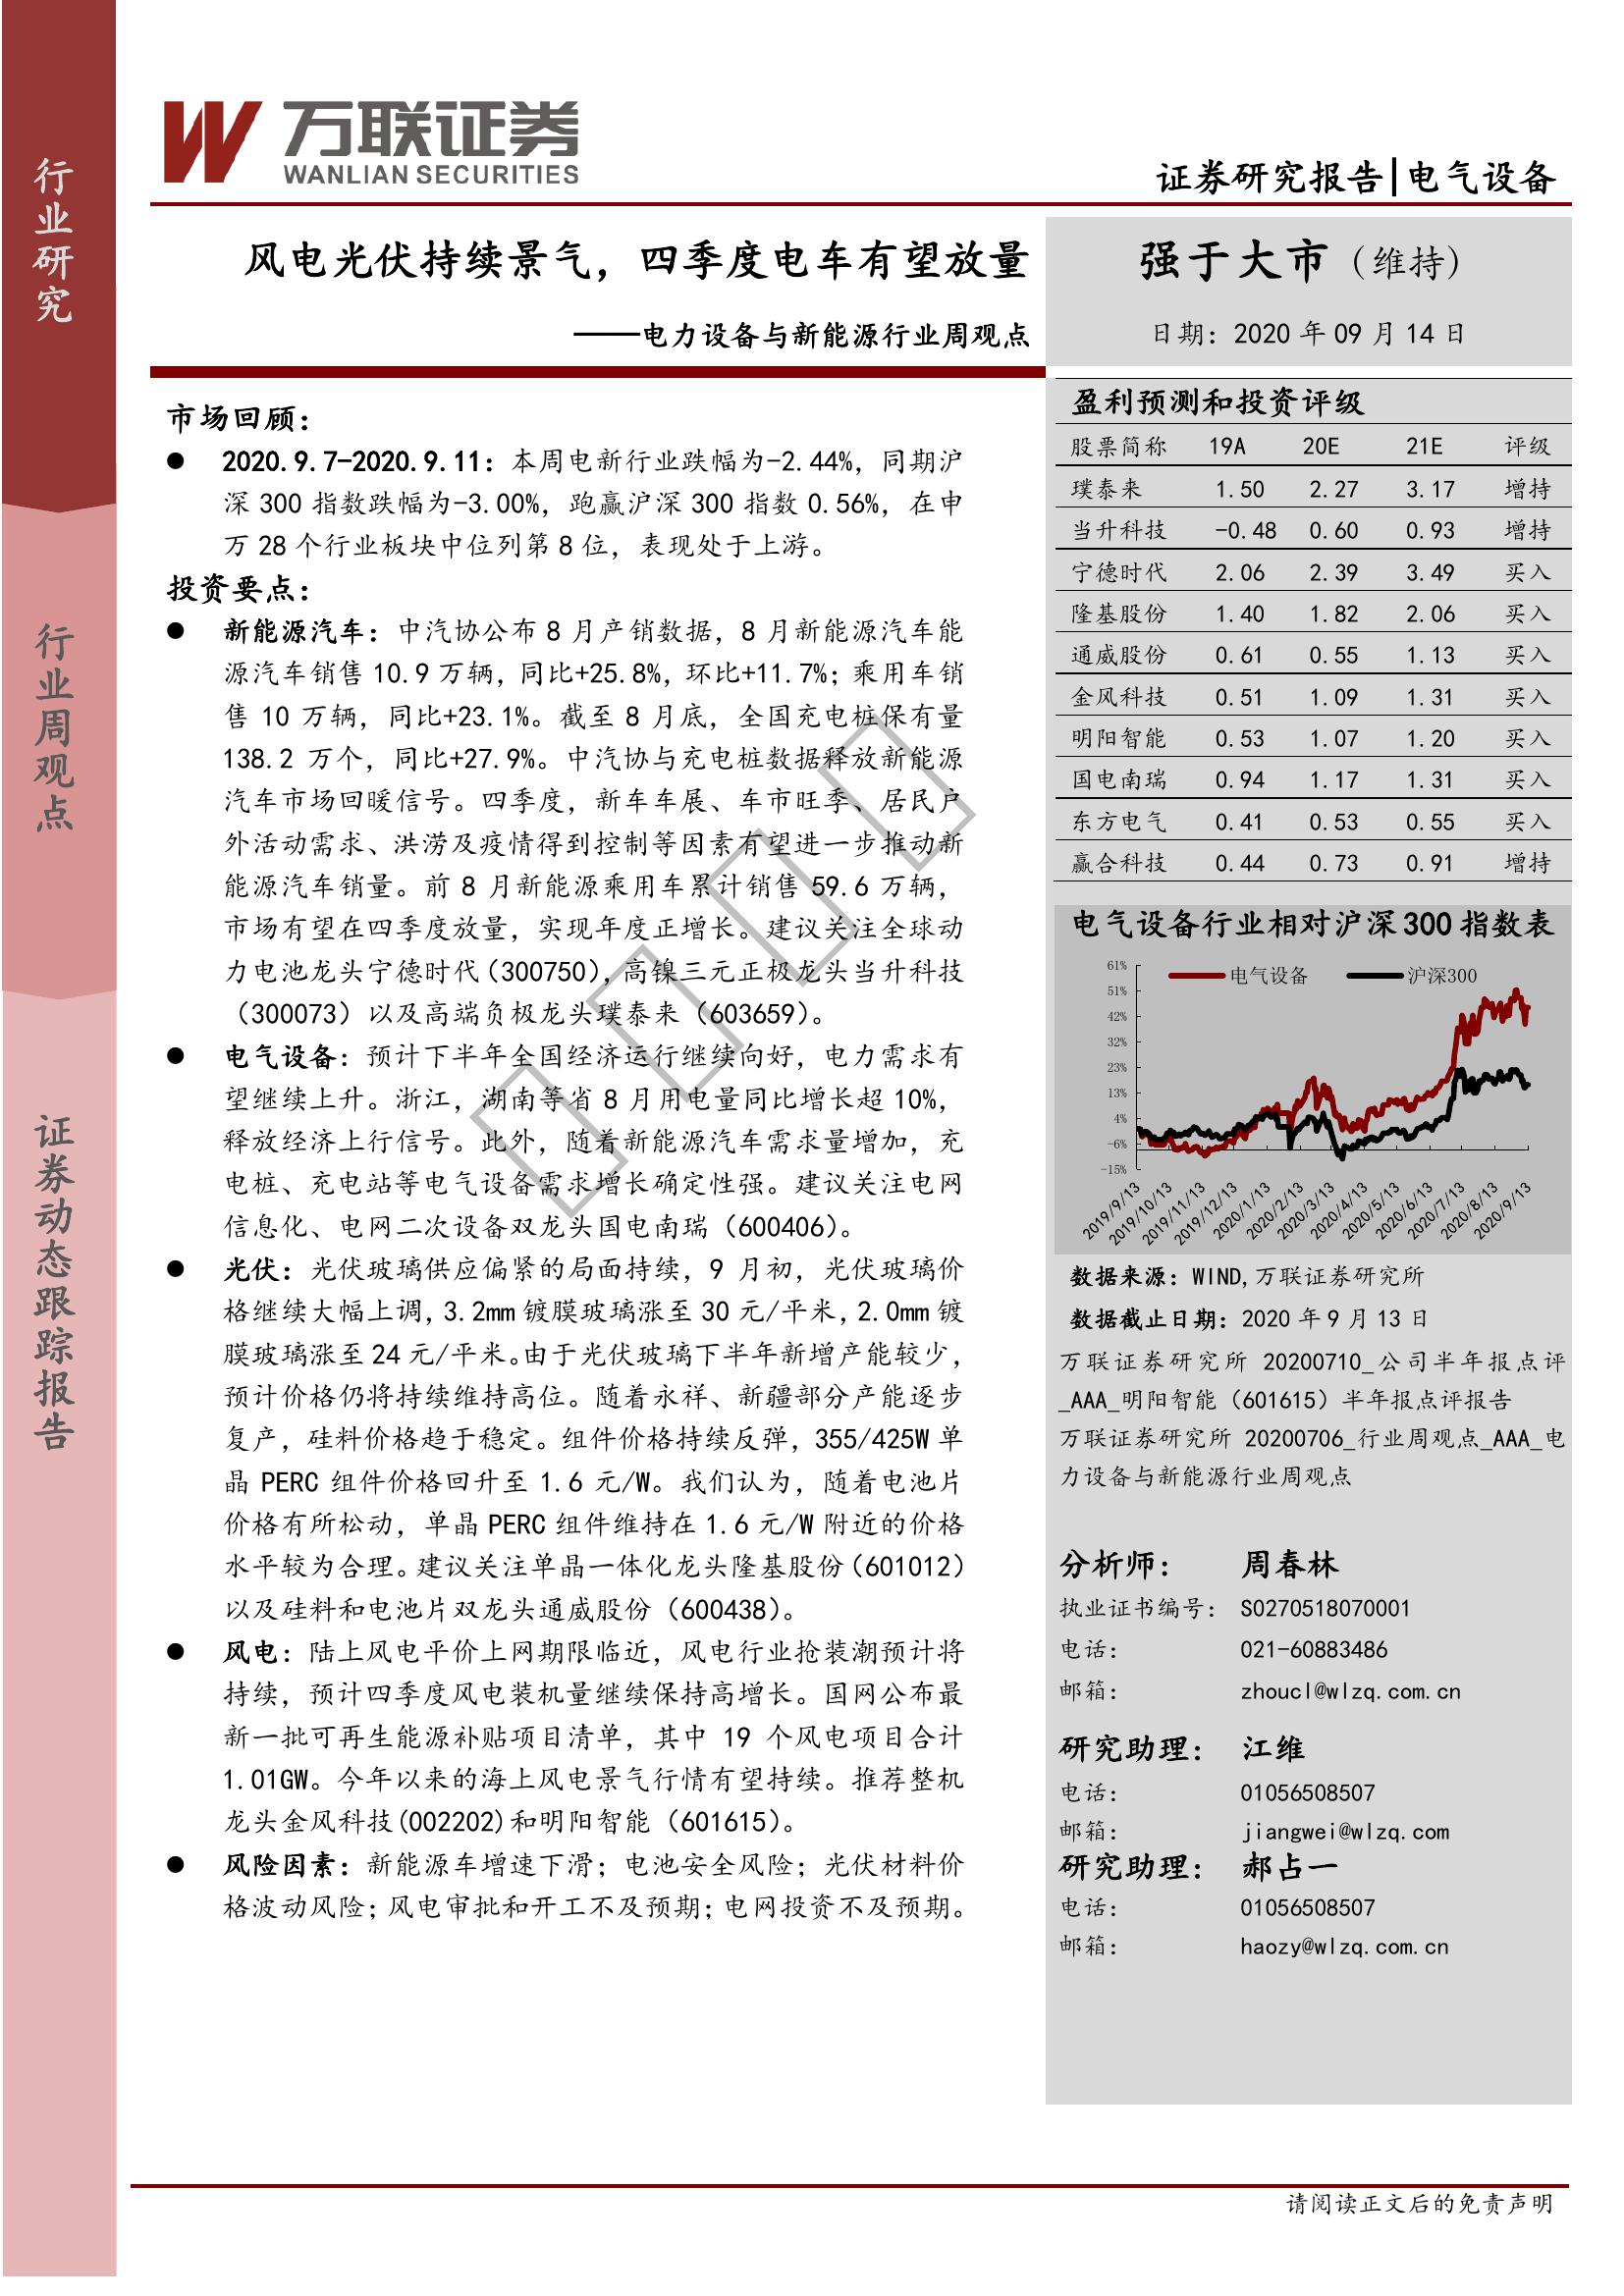 行业研究
行业周观点
证券动态跟踪报告
万联证券
WANLIAN SECURITIES
证券研究报告|电气设备
风电光伏持续景气，四季度电车有望放量
——电力设备与新能源行业周观点
强于大市（维持）
日期：2020 年 09 月 14 日
市场回顾：
● 2020.9.7-2020.9.11：本周电新行业跌幅为-2.44%，同期沪
深 300 指数跌幅为-3.00%，跑赢沪深 300 指数 0.56%，在申
万 28 个行业板块中位列第 8 位，表现处于上游。
投资要点：
● 新能源汽车：中汽协公布 8 月产销数据，8 月新能源汽车能
源汽车销售 10.9 万辆，同比+25.8%，环比+11.7%；乘用车销
售 10 万辆，同比+23.1%。截至 8 月底，全国充电桩保有量
138.2 万个，同比+27.9%。中汽协与充电桩数据释放新能源
汽车市场回暖信号。四季度，新车车展、车市旺季、居民户
外活动需求、洪涝及疫情得到控制等因素有望进一步推动新
能源汽车销量。前 8 月新能源乘用车累计销售 59.6 万辆，
市场有望在四季度放量，实现年度正增长。建议关注全球动
力电池龙头宁德时代（300750），高镍三元正极龙头当升科技
（300073）以及高端负极龙头璞泰来（603659）。
● 电气设备：预计下半年全国经济运行继续向好，电力需求有
望继续上升。浙江，湖南等省 8 月用电量同比增长超 10%，
释放经济上行信号。此外，随着新能源汽车需求量增加，充
电桩、充电站等电气设备需求增长确定性强。建议关注电网
信息化、电网二次设备双龙头国电南瑞（600406）。
● 光伏：光伏玻璃供应偏紧的局面持续，9 月初，光伏玻璃价
格继续大幅上调，3.2mm 镀膜玻璃涨至 30 元/平米，2.0mm 镀
膜玻璃涨至 24 元/平米。由于光伏玻璃下半年新增产能较少，
预计价格仍将持续维持高位。随着永祥、新疆部分产能逐步
复产，硅料价格趋于稳定。组件价格持续反弹，355/425W 单
晶 PERC 组件价格回升至 1.6 元/W。我们认为，随着电池片
价格有所松动，单晶 PERC 组件维持在 1.6 元/W 附近的价格
水平较为合理。建议关注单晶一体化龙头隆基股份（601012）
以及硅料和电池片双龙头通威股份（600438）。
● 风电：陆上风电平价上网期限临近，风电行业抢装潮预计将
持续，预计四季度风电装机量继续保持高增长。国网公布最
新一批可再生能源补贴项目清单，其中 19 个风电项目合计
1.01GW。今年以来的海上风电景气行情有望持续。推荐整机
龙头金风科技(002202)和明阳智能（601615）。
● 风险因素：新能源车增速下滑；电池安全风险；光伏材料价
格波动风险；风电审批和开工不及预期；电网投资不及预期。
盈利预测和投资评级
股票简称 19A 20E 21E 评级
璞泰来 1.50 2.27 3.17 增持
当升科技 -0.48 0.60 0.93 增持
宁德时代 2.06 2.39 3.49 买入
隆基股份 1.40 1.82 2.06 买入
通威股份 0.61 0.55 1.13 买入
金风科技 0.51 1.09 1.31 买入
明阳智能 0.53 1.07 1.20 买入
国电南瑞 0.94 1.17 1.31 买入
东方电气 0.41 0.53 0.55 买入
赢合科技 0.44 0.73 0.91 增持
电气设备行业相对沪深 300 指数表
电气设备 沪深300
61%
51%
42%
32%
23%
13%
4%
-6%
-15%
2019/9/13 2019/10/13 2019/11/13 2019/12/13 2020/1/13 2020/2/13 2020/3/13 2020/4/13 2020/5/13 2020/6/13 2020/7/13 2020/8/13 2020/9/13
数据来源：WIND,万联证券研究所
数据截止日期：2020 年 9 月 13 日
万联证券研究所 20200710_公司半年报点评
_AAA_明阳智能（601615）半年报点评报告
万联证券研究所 20200706_行业周观点_AAA_电
力设备与新能源行业周观点
分析师： 周春林
执业证书编号： S0270518070001
电话： 021-60883486
邮箱： zhoucl@wlzq.com.cn
研究助理： 江维
电话： 01056508507
邮箱： jiangwei@wlzq.com
研究助理： 郝占一
电话： 01056508507
邮箱： haozy@wlzq.com.cn
请阅读正文后的免责声明